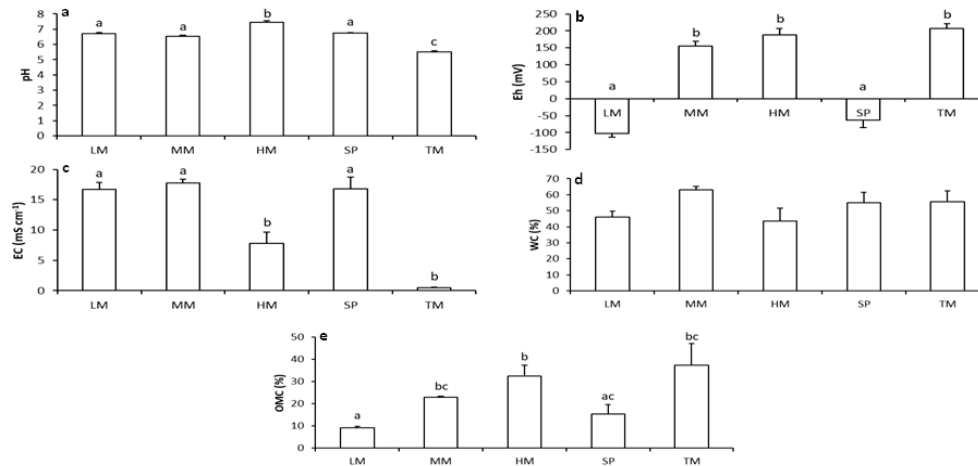 a
pH
8
7
6
5
4
3
2
1
0
a
a
b
a
c
LM MM HM SP TM
b
Eh (mV)
250
200
150
100
50
0
-50
-100
-150
a
b
b
a
b
LM MM HM SP TM
c
EC (mS cm⁻¹)
20
15
10
5
0
a
a
b
a
b
LM MM HM SP TM
d
WC (%)
70
60
50
40
30
20
10
0
LM MM HM SP TM
e
OMC (%)
50
40
30
20
10
0
a
bc
b
ac
bc
LM MM HM SP TM